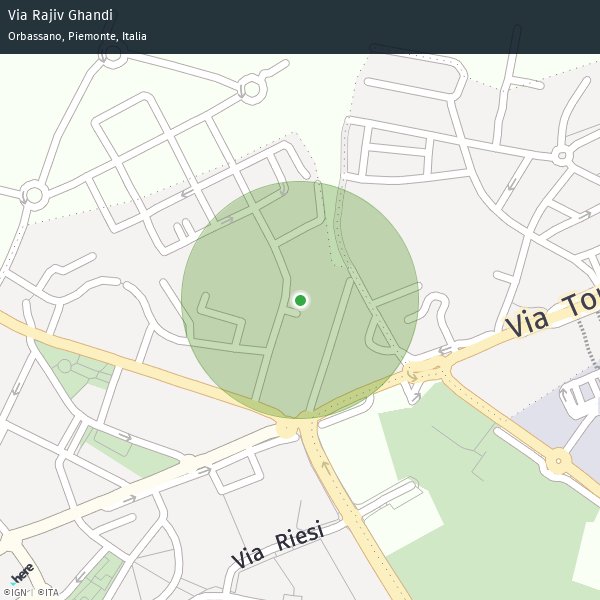 Via Rajiv Ghandi
Orbassano, Piemonte, Italia
Via To
Via Riesi
here
©IGN | ©ITA